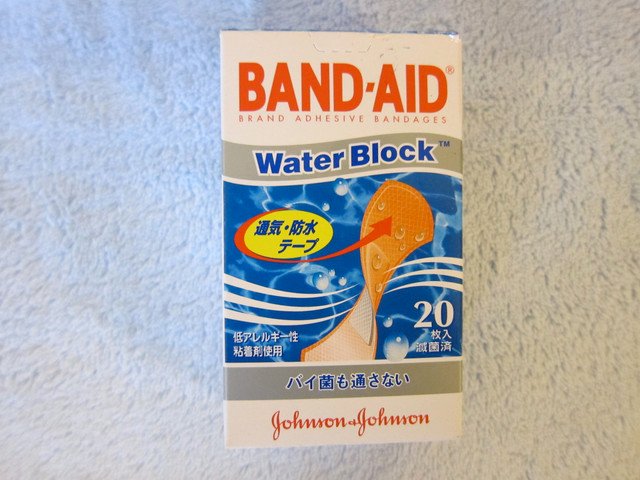 BAND-AID®
BRAND ADHESIVE BANDAGES
Water Block™
通気・防水
テープ
20
枚入
滅菌済
低アレルギー性
粘着剤使用
バイ菌も通さない
Johnson & Johnson